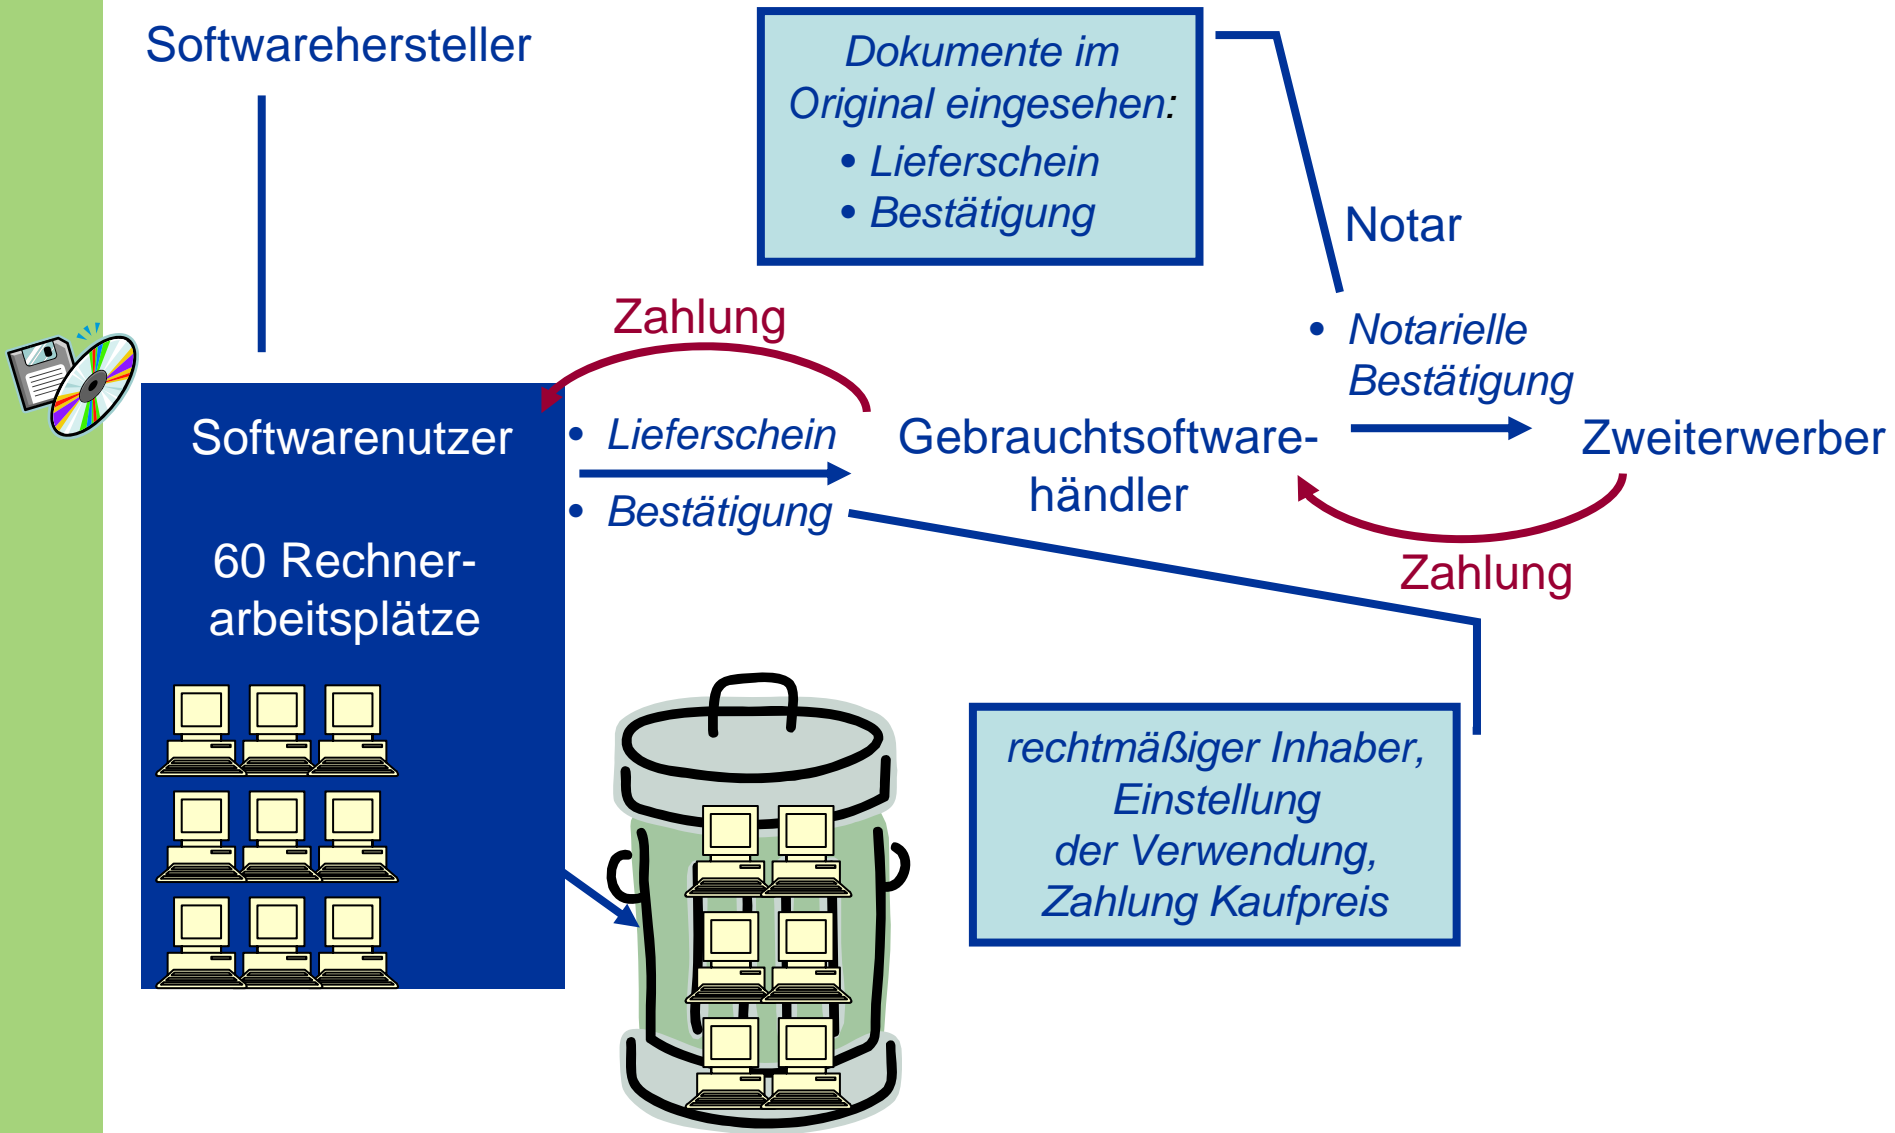 Softwarehersteller
Dokumente im
Original eingesehen:
• Lieferschein
• Bestätigung
Notar
• Notarielle
Bestätigung
Zahlung
Softwarenutzer
60 Rechner-
arbeitsplätze
• Lieferschein
• Bestätigung
Gebrauchtsoftware-
händler
Zweiterwerber
Zahlung
rechtmäßiger Inhaber,
Einstellung
der Verwendung,
Zahlung Kaufpreis